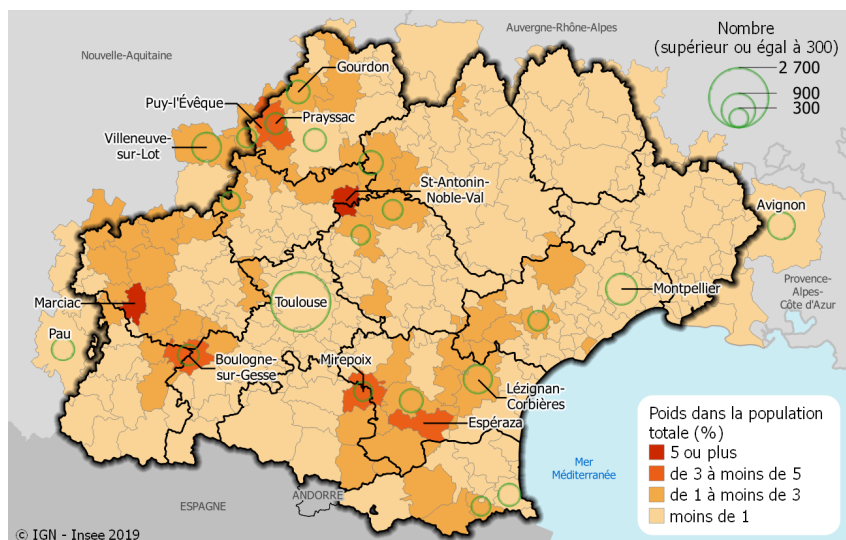 Auvergne-Rhône-Alpes
Nombre
(supérieur ou égal à 300)
2 700
900
300
Nouvelle-Aquitaine
Gourdon
Puy-l'Évêque
Prayssac
Villeneuve-
sur-Lot
St-Antonin-
Noble-Val
Avignon
Provence-
Alpes-
Côte d'Azur
Marciac
Toulouse
Montpellier
Pau
Boulogne-
sur-Gesse
Mirepoix
Lézignan-
Corbières
Espéraza
Mer
Méditerranée
Poids dans la population
totale (%)
5 ou plus
de 3 à moins de 5
de 1 à moins de 3
moins de 1
ESPAGNE
ANDORRE
© IGN - Insee 2019